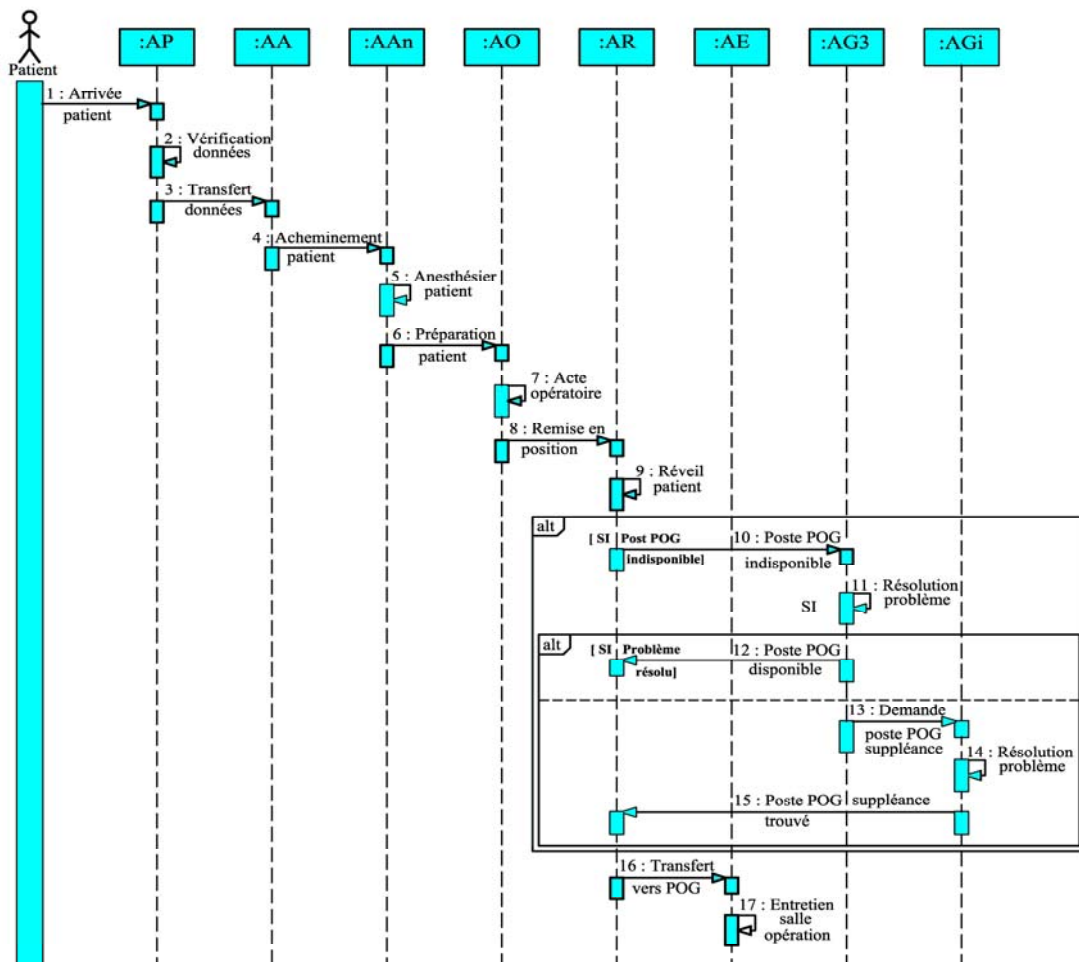 :AP
:AA
:AAn
:AO
:AR
:AE
:AG3
:AGi
Patient
1 : Arrivée
patient
2 : Vérification
données
3 : Transfert
données
4 : Acheminement
patient
5 : Anesthésier
patient
6 : Préparation
patient
7 : Acte
opératoire
8 : Remise en
position
9 : Réveil
patient
alt
[ SI Post POG
indisponible]
10 : Poste POG
indisponible
11 : Résolution
problème
SI
alt
[ SI Problème
résolu]
12 : Poste POG
disponible
13 : Demande
poste POG
suppléance
14 : Résolution
problème
15 : Poste POG suppléance
trouvé
16 : Transfert
vers POG
17 : Entretien
salle
opération